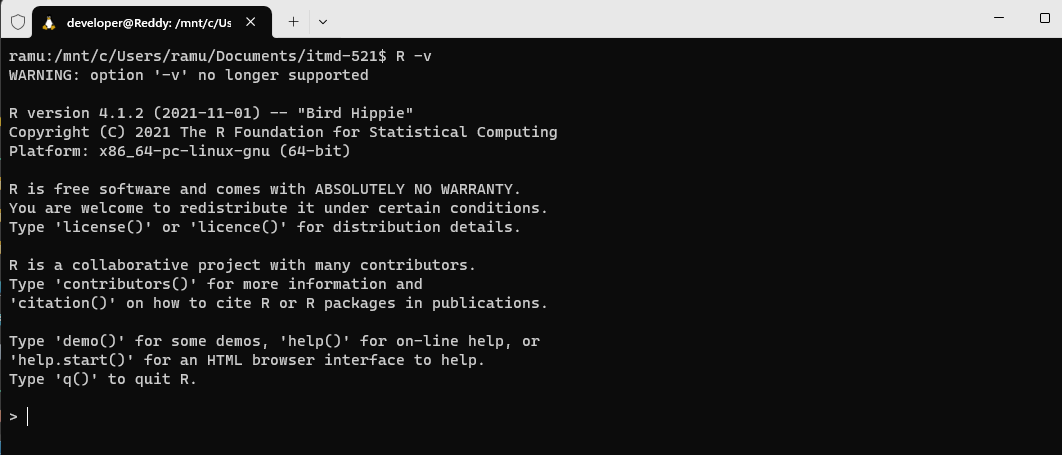 developer@Reddy: /mnt/c/Us
ramu:/mnt/c/Users/ramu/Documents/itmd-521$ R -v
WARNING: option '-v' no longer supported
R version 4.1.2 (2021-11-01) -- "Bird Hippie"
Copyright (C) 2021 The R Foundation for Statistical Computing
Platform: x86_64-pc-linux-gnu (64-bit)
R is free software and comes with ABSOLUTELY NO WARRANTY.
You are welcome to redistribute it under certain conditions.
Type 'license()' or 'licence()' for distribution details.
R is a collaborative project with many contributors.
Type 'contributors()' for more information and
'citation()' on how to cite R or R packages in publications.
Type 'demo()' for some demos, 'help()' for on-line help, or
'help.start()' for an HTML browser interface to help.
Type 'q()' to quit R.
>